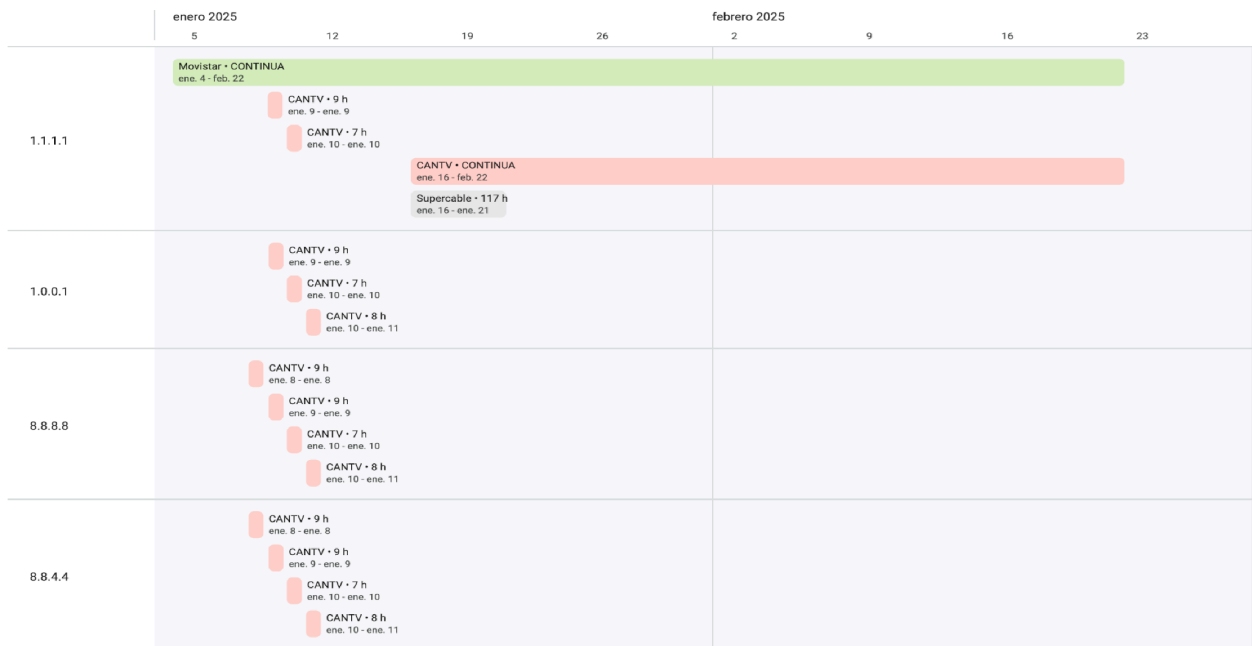 enero 2025
febrero 2025
5 12 19 26 2 9 16 23
1.1.1.1
Movistar • CONTINUA
ene. 4 - feb. 22
CANTV • 9 h
ene. 9 - ene. 9
CANTV • 7 h
ene. 10 - ene. 10
CANTV • CONTINUA
ene. 16 - feb. 22
Supercable • 117 h
ene. 16 - ene. 21
1.0.0.1
CANTV • 9 h
ene. 9 - ene. 9
CANTV • 7 h
ene. 10 - ene. 10
CANTV • 8 h
ene. 10 - ene. 11
8.8.8.8
CANTV • 9 h
ene. 8 - ene. 8
CANTV • 9 h
ene. 9 - ene. 9
CANTV • 7 h
ene. 10 - ene. 10
CANTV • 8 h
ene. 10 - ene. 11
8.8.4.4
CANTV • 9 h
ene. 8 - ene. 8
CANTV • 9 h
ene. 9 - ene. 9
CANTV • 7 h
ene. 10 - ene. 10
CANTV • 8 h
ene. 10 - ene. 11